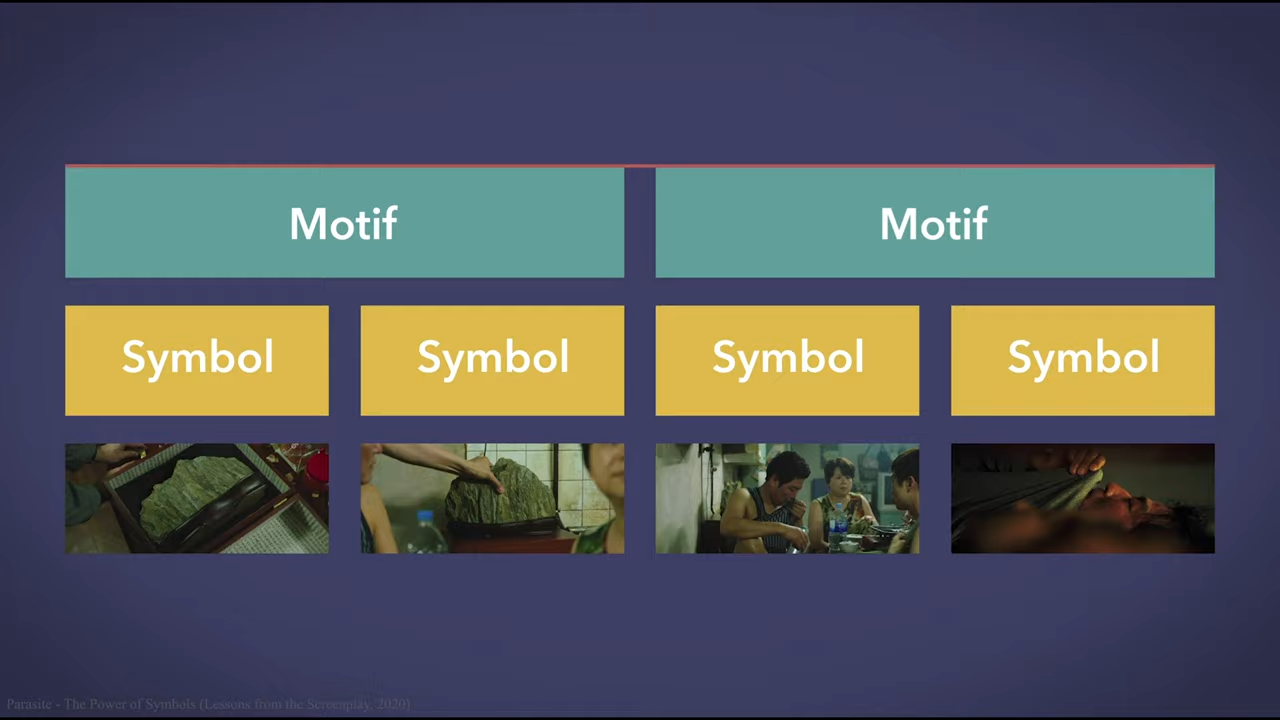 Motif Motif
Symbol Symbol Symbol Symbol
Parasite - The Power of Symbols (Lessons from the Screenplay, 2020)